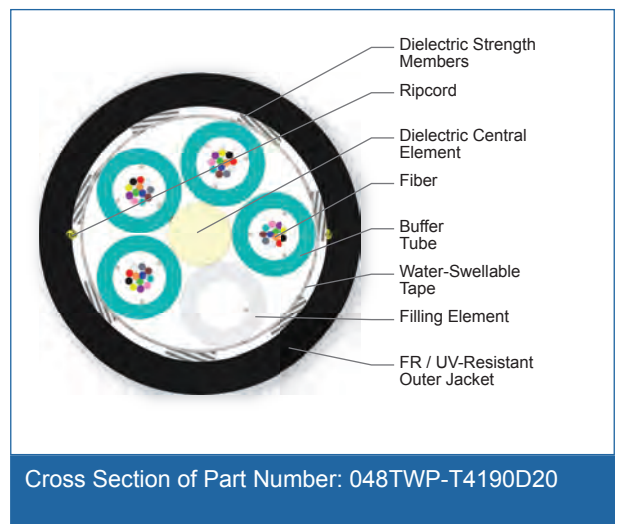 Dielectric Strength
Members
Ripcord
Dielectric Central
Element
Fiber
Buffer
Tube
Water-Swellable
Tape
Filling Element
FR / UV-Resistant
Outer Jacket
Cross Section of Part Number: 048TWP-T4190D20